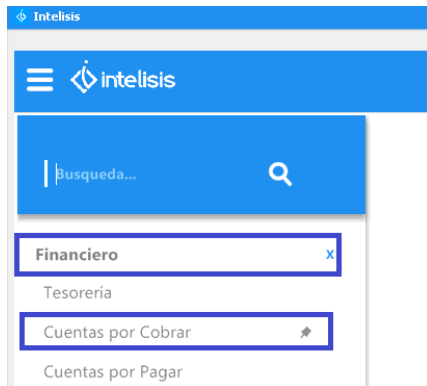 Intelisis
intelisis
Busqueda...
Financiero x
Tesorería
Cuentas por Cobrar
Cuentas por Pagar